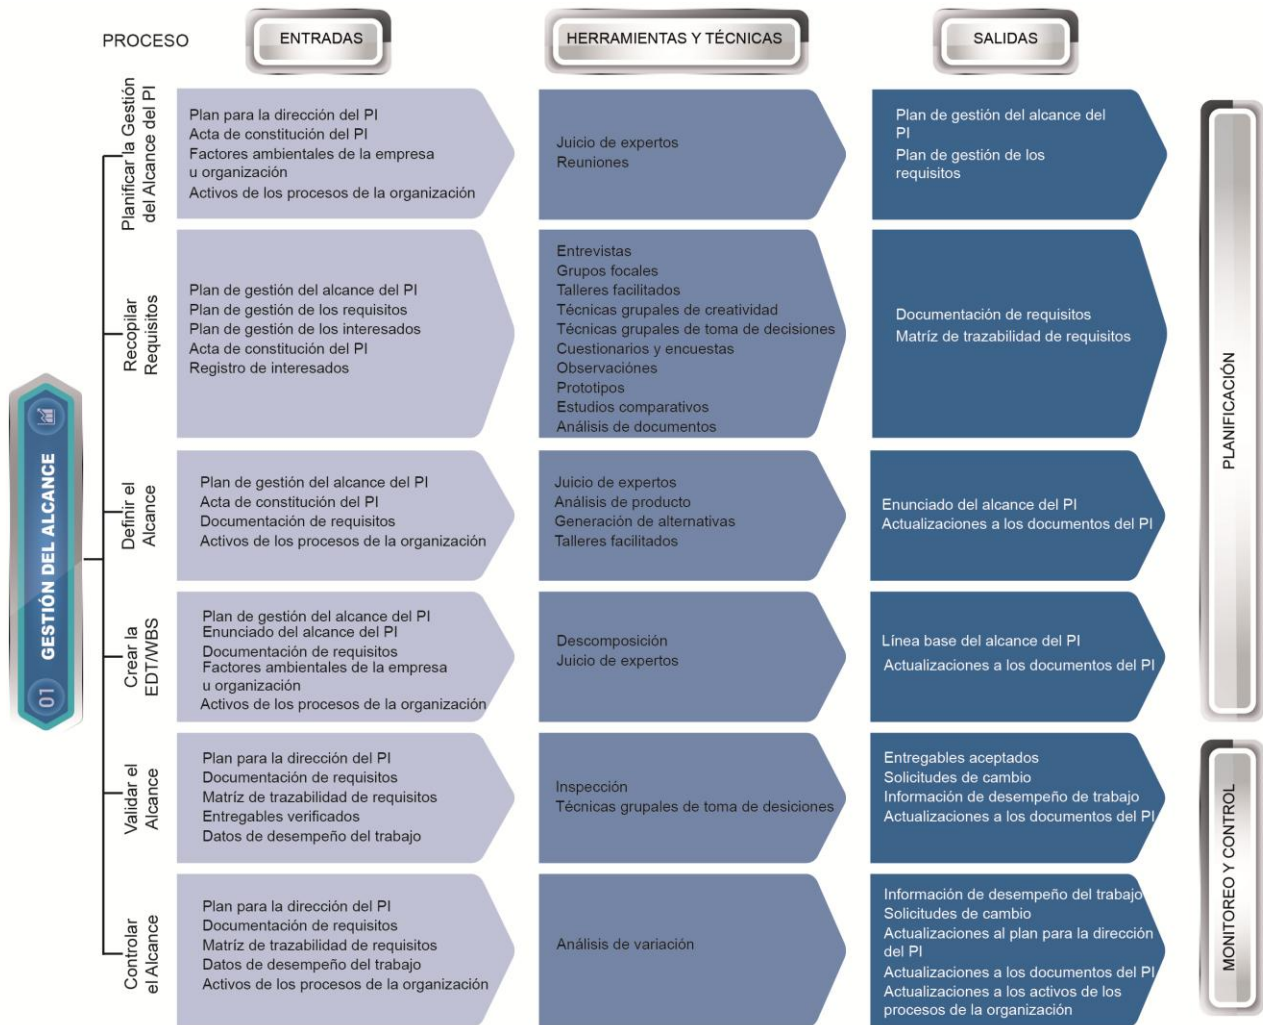 PROCESO
ENTRADAS
HERRAMIENTAS Y TÉCNICAS
SALIDAS
01
GESTIÓN DEL ALCANCE
Planificar la Gestión
del Alcance del PI
Plan para la dirección del PI
Acta de constitución del PI
Factores ambientales de la empresa
u organización
Activos de los procesos de la organización
Juicio de expertos
Reuniones
Plan de gestión del alcance del
PI
Plan de gestión de los
requisitos
Recopilar
Requisitos
Plan de gestión del alcance del PI
Plan de gestión de los requisitos
Plan de gestión de los interesados
Acta de constitución del PI
Registro de interesados
Entrevistas
Grupos focales
Talleres facilitados
Técnicas grupales de creatividad
Técnicas grupales de toma de decisiones
Cuestionarios y encuestas
Observaciónes
Prototipos
Estudios comparativos
Análisis de documentos
Documentación de requisitos
Matríz de trazabilidad de requisitos
Definir el
Alcance
Plan de gestión del alcance del PI
Acta de constitución del PI
Documentación de requisitos
Activos de los procesos de la organización
Juicio de expertos
Análisis de producto
Generación de alternativas
Talleres facilitados
Enunciado del alcance del PI
Actualizaciones a los documentos del PI
Crear la
EDT/WBS
Plan de gestión del alcance del PI
Enunciado del alcance del PI
Documentación de requisitos
Factores ambientales de la empresa
u organización
Activos de los procesos de la organización
Descomposición
Juicio de expertos
Línea base del alcance del PI
Actualizaciones a los documentos del PI
PLANIFICACIÓN
Validar el
Alcance
Plan para la dirección del PI
Documentación de requisitos
Matríz de trazabilidad de requisitos
Entregables verificados
Datos de desempeño del trabajo
Inspección
Técnicas grupales de toma de desiciones
Entregables aceptados
Solicitudes de cambio
Información de desempeño de trabajo
Actualizaciones a los documentos del PI
Controlar
el Alcance
Plan para la dirección del PI
Documentación de requisitos
Matríz de trazabilidad de requisitos
Datos de desempeño del trabajo
Activos de los procesos de la organización
Análisis de variación
Información de desempeño del trabajo
Solicitudes de cambio
Actualizaciones al plan para la dirección
del PI
Actualizaciones a los documentos del PI
Actualizaciones a los activos de los
procesos de la organización
MONITOREO Y CONTROL